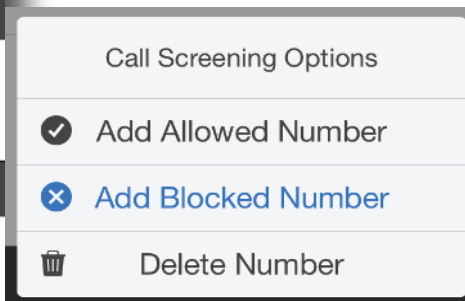 Call Screening Options
Add Allowed Number
Add Blocked Number
Delete Number